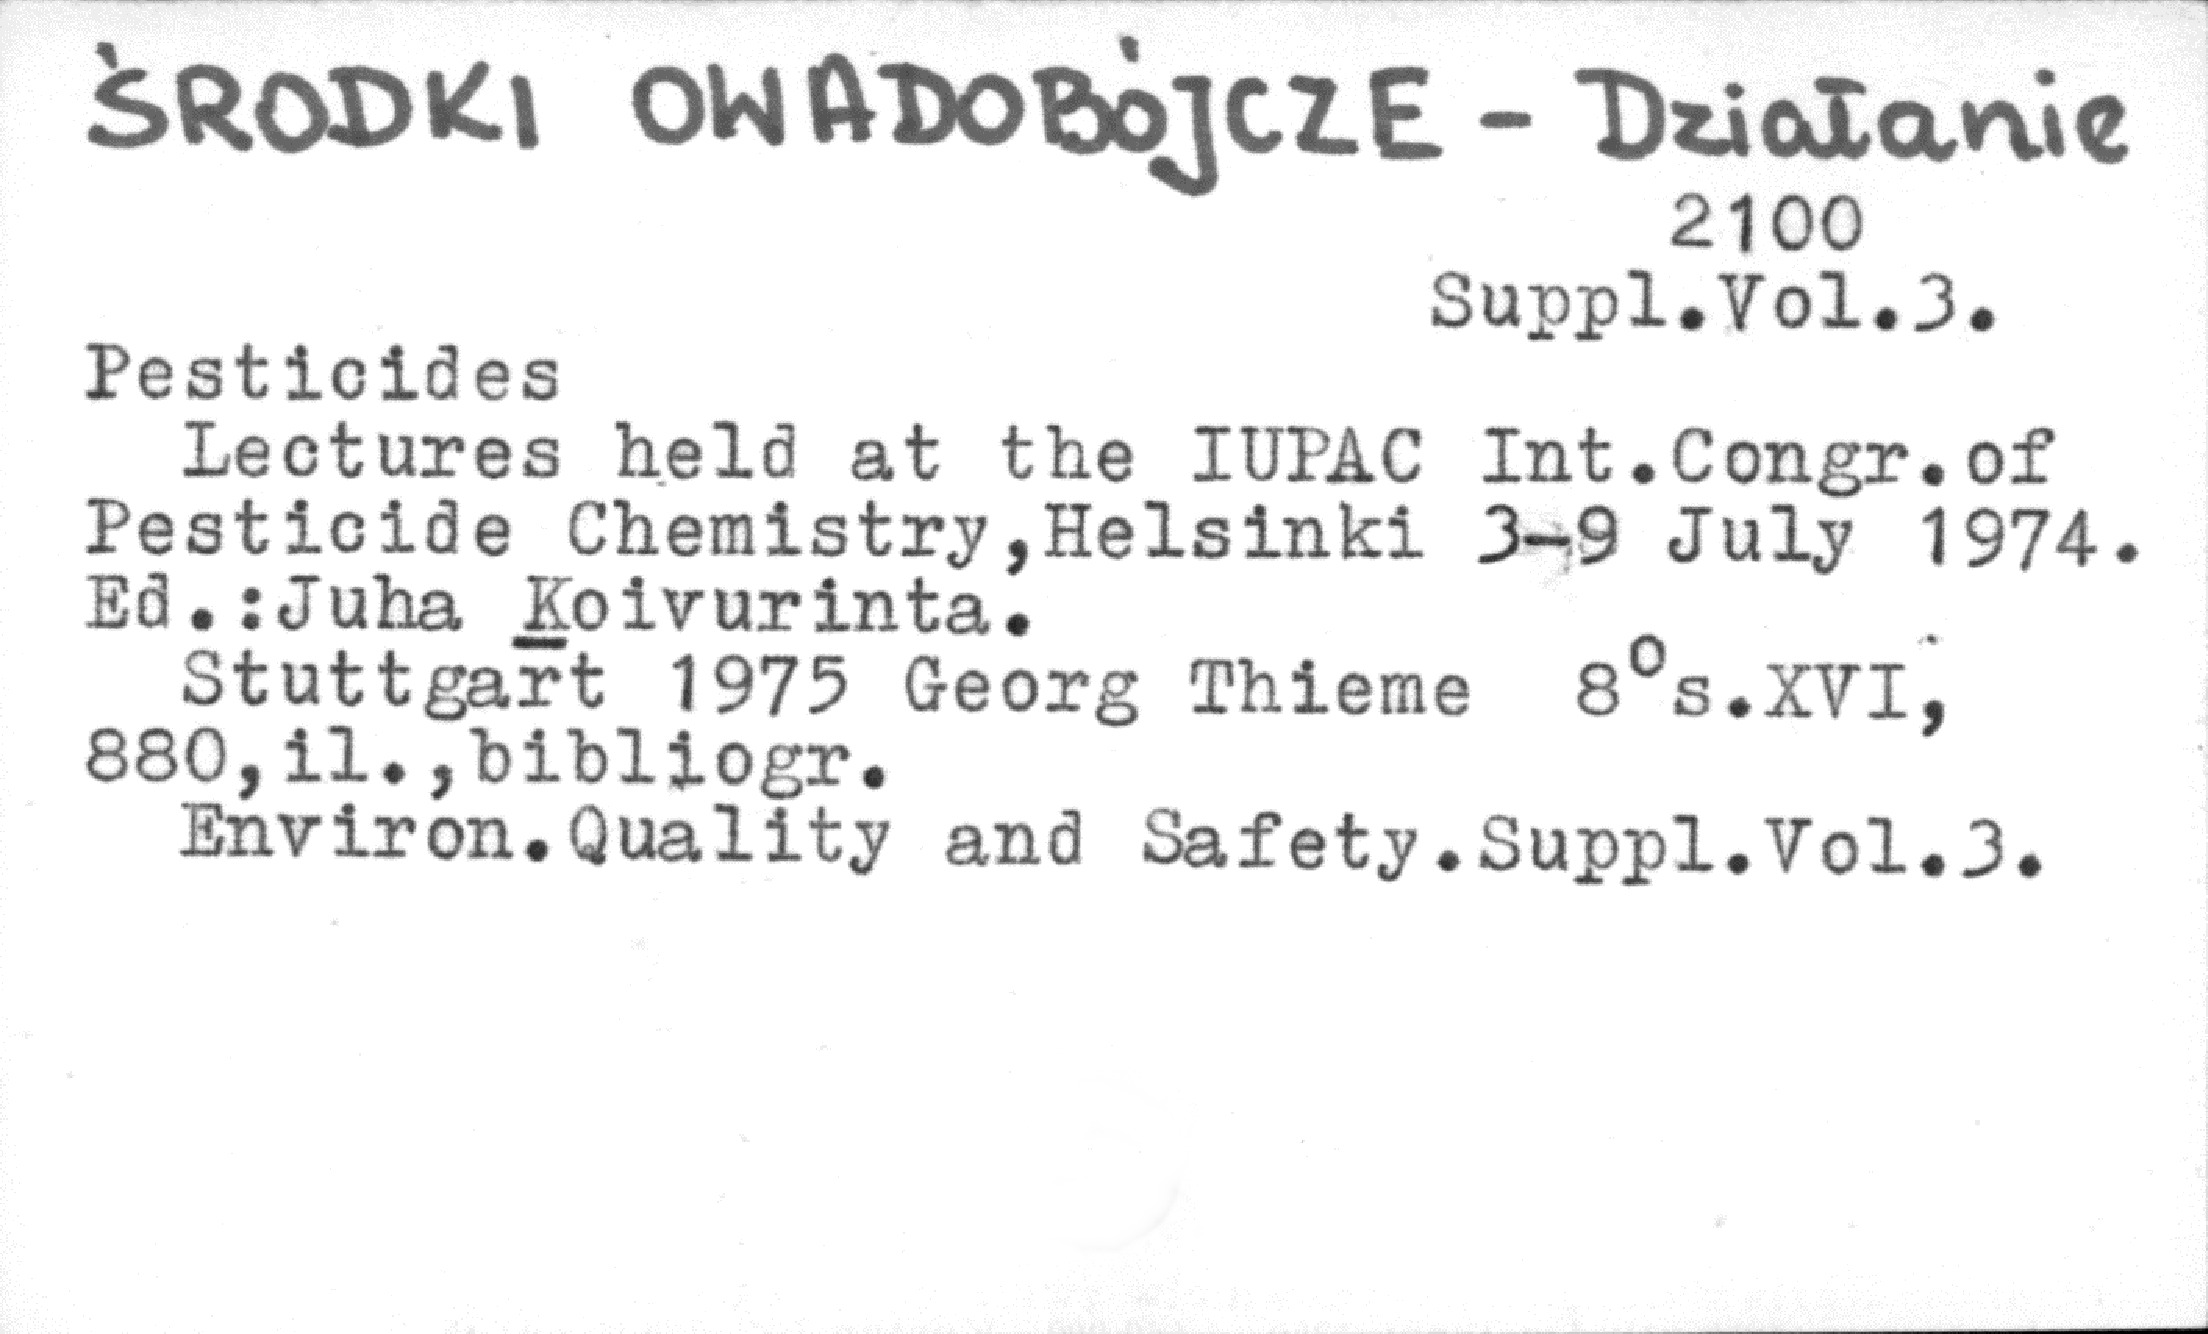 ŚRODKI OWADOBÓJCZE - Działanie
2100
Suppl.Vol.3.
Pesticides
Lectures held at the IUPAC Int.Congr.of
Pesticide Chemistry,Helsinki 3-9 July 1974.
Ed.:Juha Koivurinta.
Stuttgart 1975 Georg Thieme 8°s.XVI,
880,il.,bibliogr.
Environ.Quality and Safety.Suppl.Vol.3.